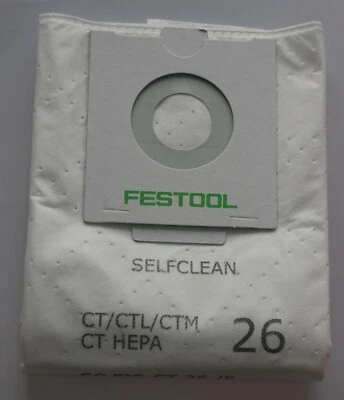 FESTOOL
SELFCLEAN
CT/CTL/CTM
CT HEPA 26